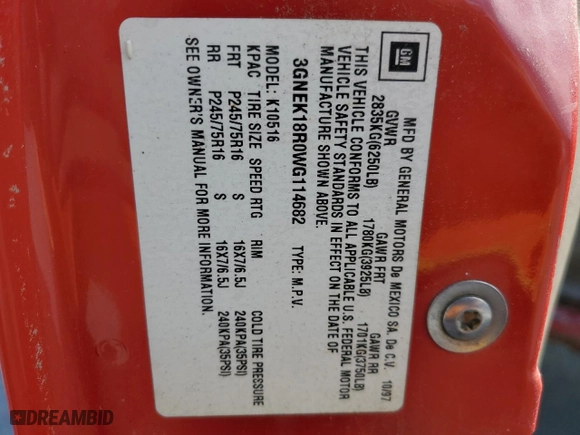 GM
MFD BY GENERAL MOTORS De MEXICO SA. De C.V. 10/97
GVWR GAWR FRT GAWR RR
2835KG(6250LB) 1780KG(3925LB) 1701KG(3750LB)
THIS VEHICLE CONFORMS TO ALL APPLICABLE U.S. FEDERAL MOTOR
VEHICLE SAFETY STANDARDS IN EFFECT ON THE DATE OF
MANUFACTURE SHOWN ABOVE.
3GNEK18R0WG114682 TYPE: M.P.V.
MODEL: K10516
KPAC TIRE SIZE SPEED RTG RIM COLD TIRE PRESSURE
FRT P245/75R16 S 16X7/6.5J 240KPA(35PSI)
RR P245/75R16 S 16X7/6.5J 240KPA(35PSI)
SEE OWNER'S MANUAL FOR MORE INFORMATION.
DREAMBID